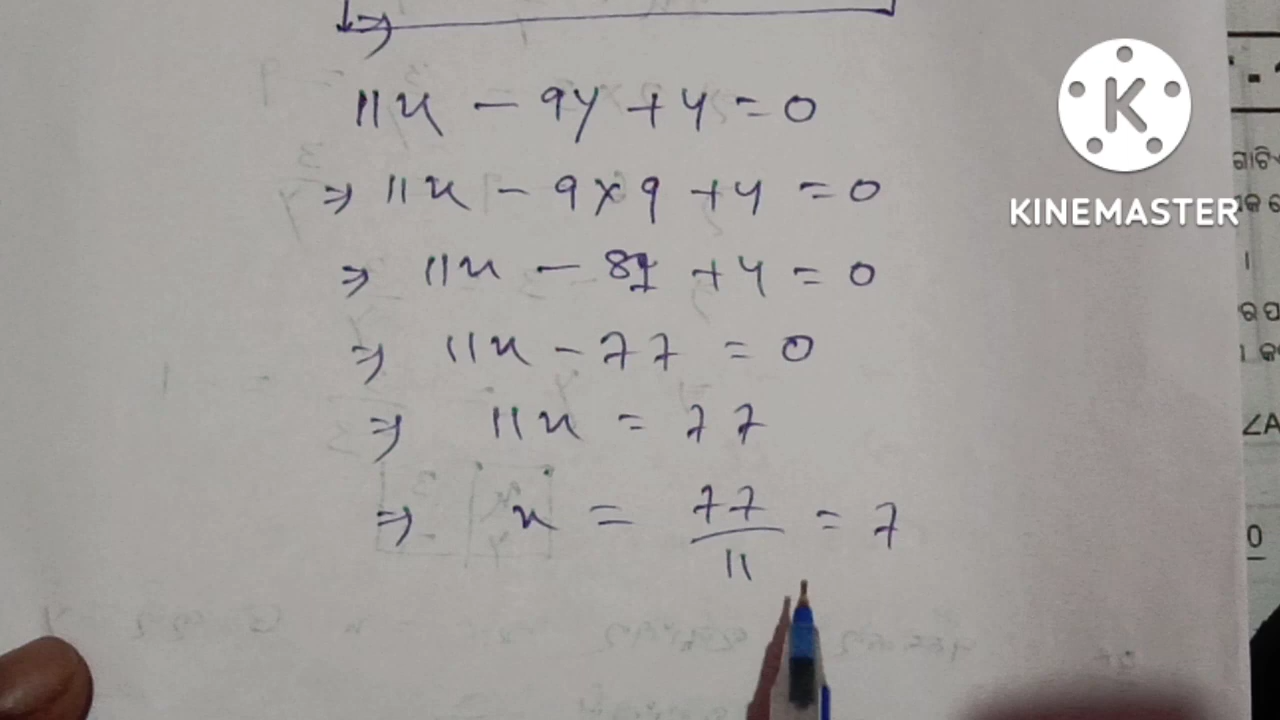 11x - 9y + 4 = 0
⇒ 11x - 9×9 + 4 = 0
⇒ 11x - 81 + 4 = 0
⇒ 11x - 77 = 0
⇒ 11x = 77
⇒ x = 77/11 = 7
KINEMASTER
∠A
0